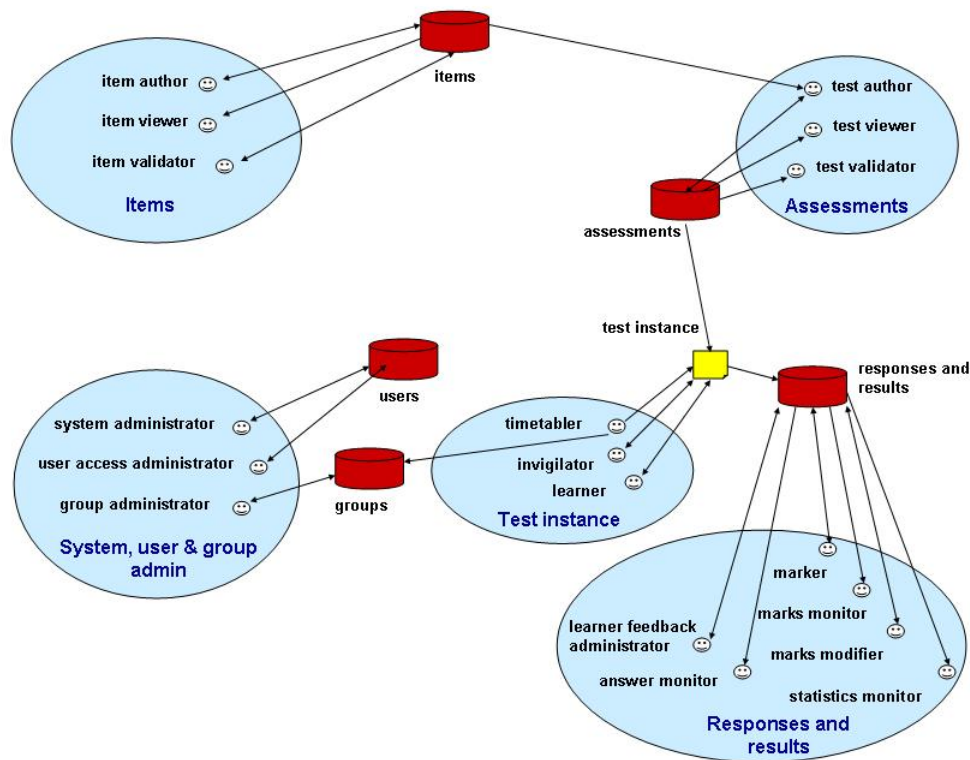 items
item author
item viewer
item validator
Items
test author
test viewer
test validator
Assessments
assessments
test instance
responses and
results
users
system administrator
user access administrator
group administrator
System, user & group
admin
groups
timetabler
invigilator
learner
Test instance
marker
marks monitor
learner feedback
administrator
marks modifier
answer monitor
statistics monitor
Responses and
results